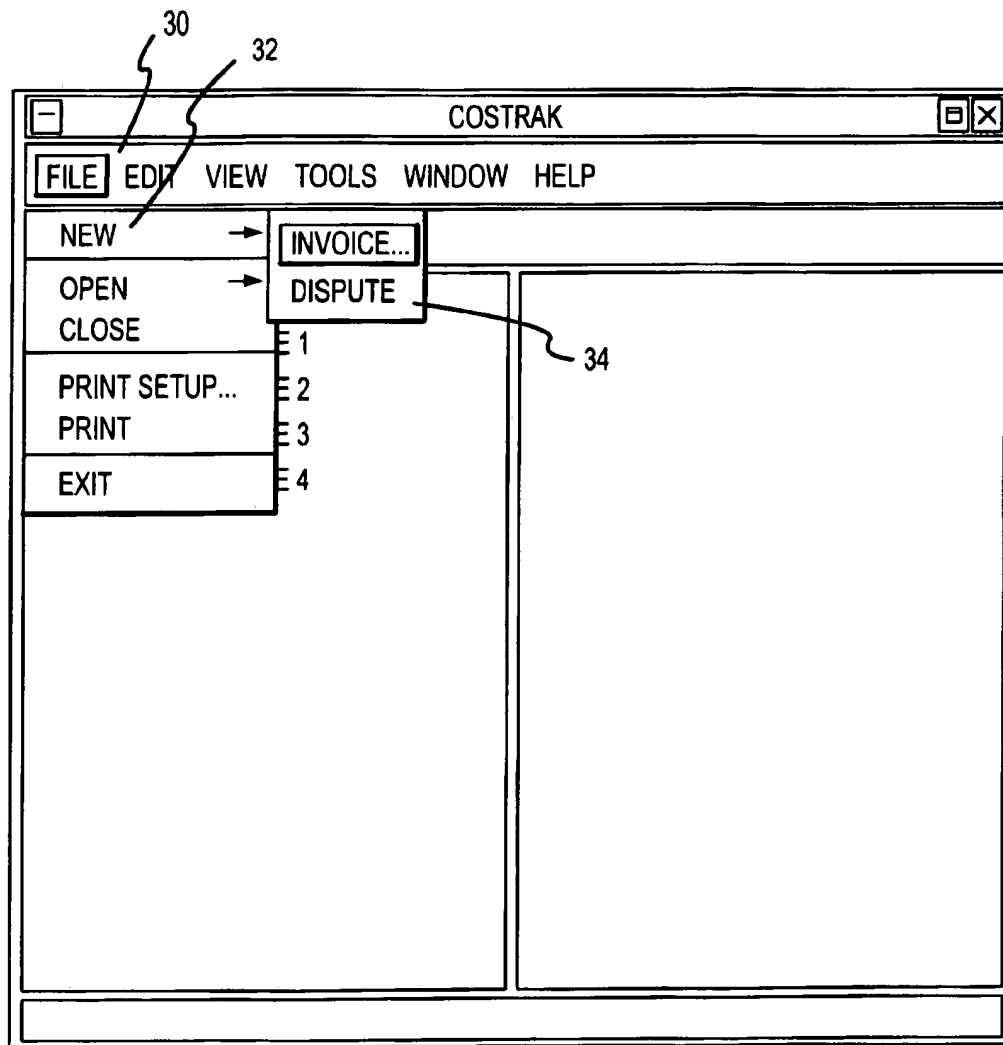 30
32
COSTRAK
FILE EDIT VIEW TOOLS WINDOW HELP
NEW
INVOICE...
OPEN
DISPUTE
CLOSE
E 1
34
PRINT SETUP...
E 2
PRINT
E 3
EXIT
E 4